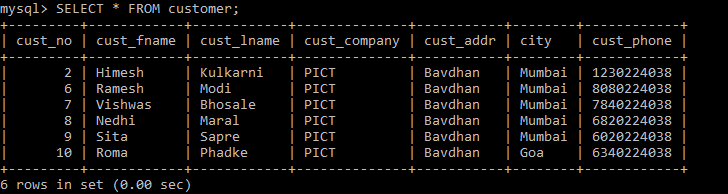 mysql> SELECT * FROM customer;
+---------+------------+------------+--------------+-----------+--------+------------+
| cust_no | cust_fname | cust_lname | cust_company | cust_addr | city   | cust_phone |
+---------+------------+------------+--------------+-----------+--------+------------+
|       2 | Himesh     | Kulkarni   | PICT         | Bavdhan   | Mumbai | 1230224038 |
|       6 | Ramesh     | Modi       | PICT         | Bavdhan   | Mumbai | 8080224038 |
|       7 | Vishwas    | Bhosale    | PICT         | Bavdhan   | Mumbai | 7840224038 |
|       8 | Nedhi      | Maral      | PICT         | Bavdhan   | Mumbai | 6820224038 |
|       9 | Sita       | Sapre      | PICT         | Bavdhan   | Mumbai | 6020224038 |
|      10 | Roma       | Phadke     | PICT         | Bavdhan   | Goa    | 6340224038 |
+---------+------------+------------+--------------+-----------+--------+------------+
6 rows in set (0.00 sec)